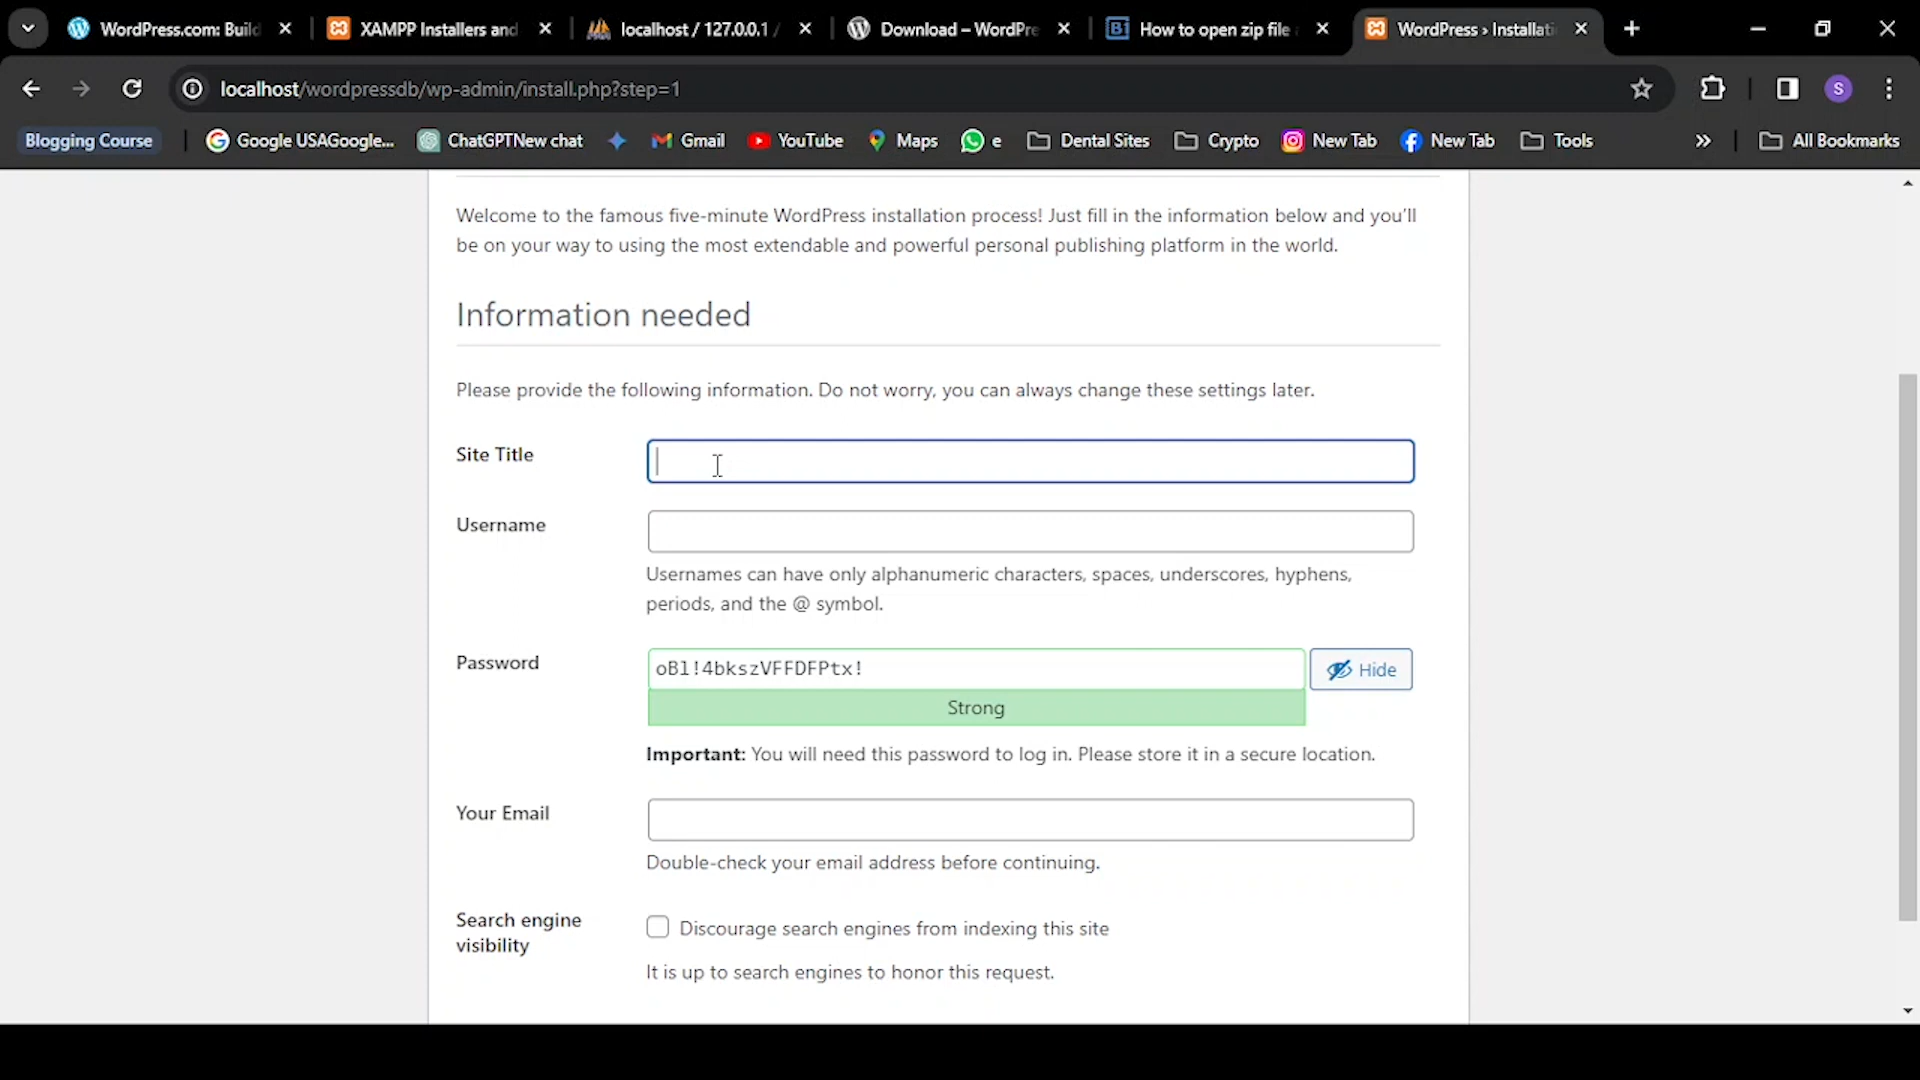 WordPress.com: Build
XAMPP Installers and
localhost / 127.0.0.1 /
Download – WordPre
How to open zip file
WordPress › Installati
localhost/wordpressdb/wp-admin/install.php?step=1
S
Blogging Course
Google USAGoogle...
ChatGPTNew chat
Gmail
YouTube
Maps
e
Dental Sites
Crypto
New Tab
New Tab
Tools
All Bookmarks
Welcome to the famous five-minute WordPress installation process! Just fill in the information below and you’ll
be on your way to using the most extendable and powerful personal publishing platform in the world.
Information needed
Please provide the following information. Do not worry, you can always change these settings later.
Site Title
Username
Usernames can have only alphanumeric characters, spaces, underscores, hyphens,
periods, and the @ symbol.
Password
oBl!4bkszVFFDFPtx!
Hide
Strong
Important: You will need this password to log in. Please store it in a secure location.
Your Email
Double-check your email address before continuing.
Search engine
visibility
Discourage search engines from indexing this site
It is up to search engines to honor this request.